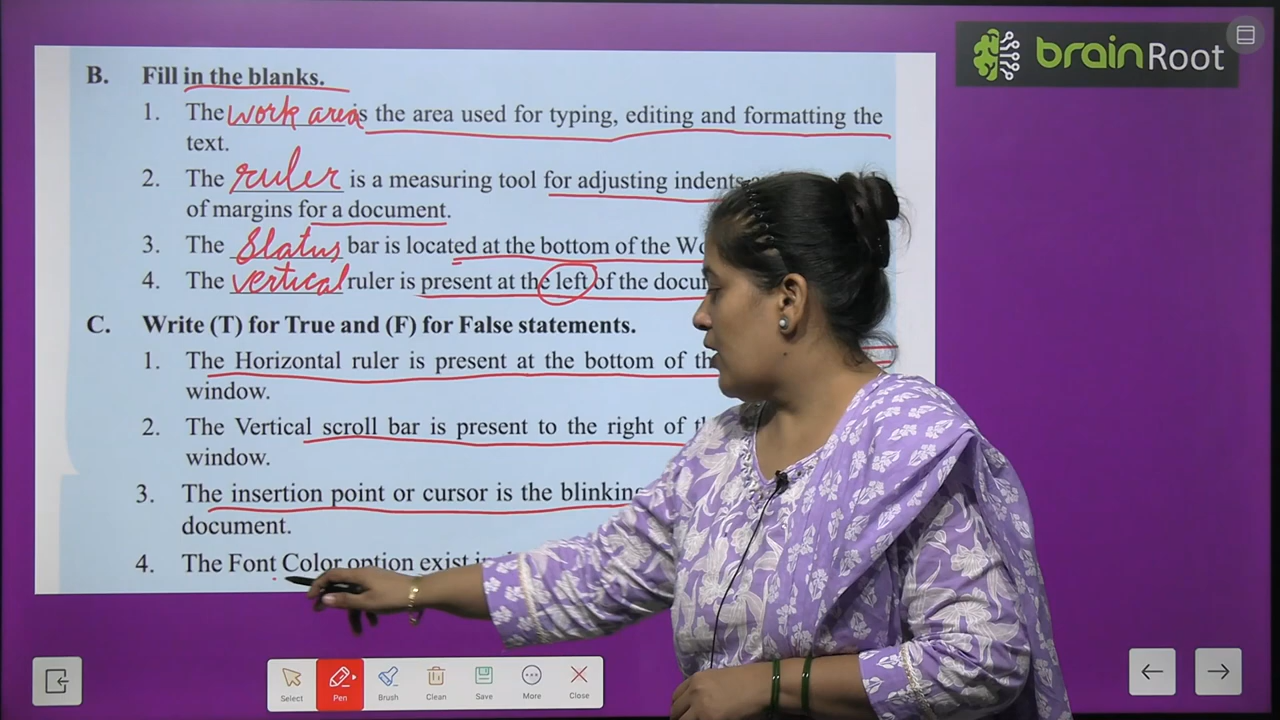 brainRoot
B. Fill in the blanks.
1. The work area is the area used for typing, editing and formatting the
text.
2. The ruler is a measuring tool for adjusting indents
of margins for a document.
3. The Status bar is located at the bottom of the
4. The vertical ruler is present at the left of the
C. Write (T) for True and (F) for False statements.
1. The Horizontal ruler is present at the bottom of
window.
2. The Vertical scroll bar is present to the right of
window.
3. The insertion point or cursor is the blinking
document.
4. The Font Color option exist
Select Pen Brush Clean Save More Close